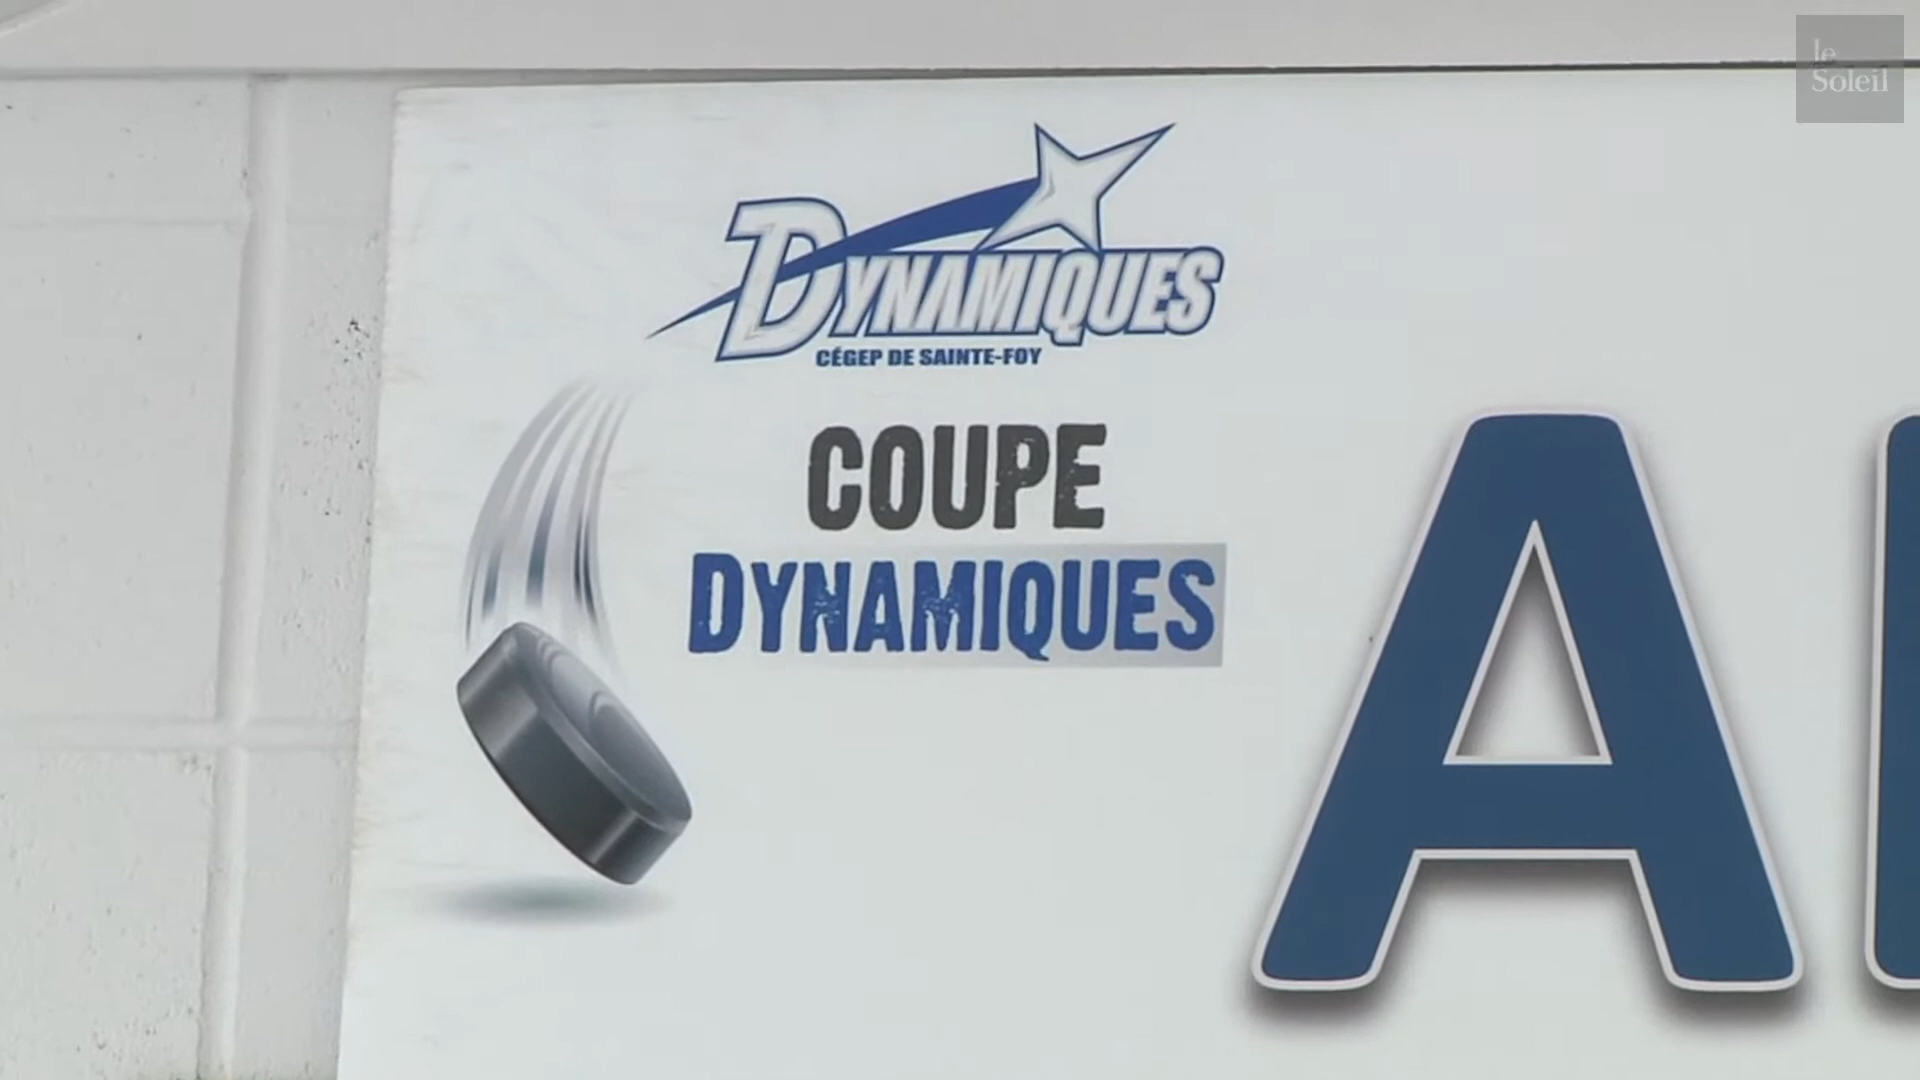 le
Soleil
DYNAMIQUES
CÉGEP DE SAINTE-FOY
COUPE
DYNAMIQUES
A